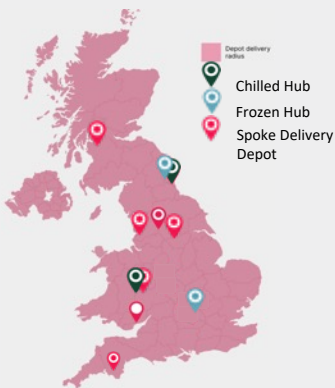 Depot delivery
radius
Chilled Hub
Frozen Hub
Spoke Delivery
Depot